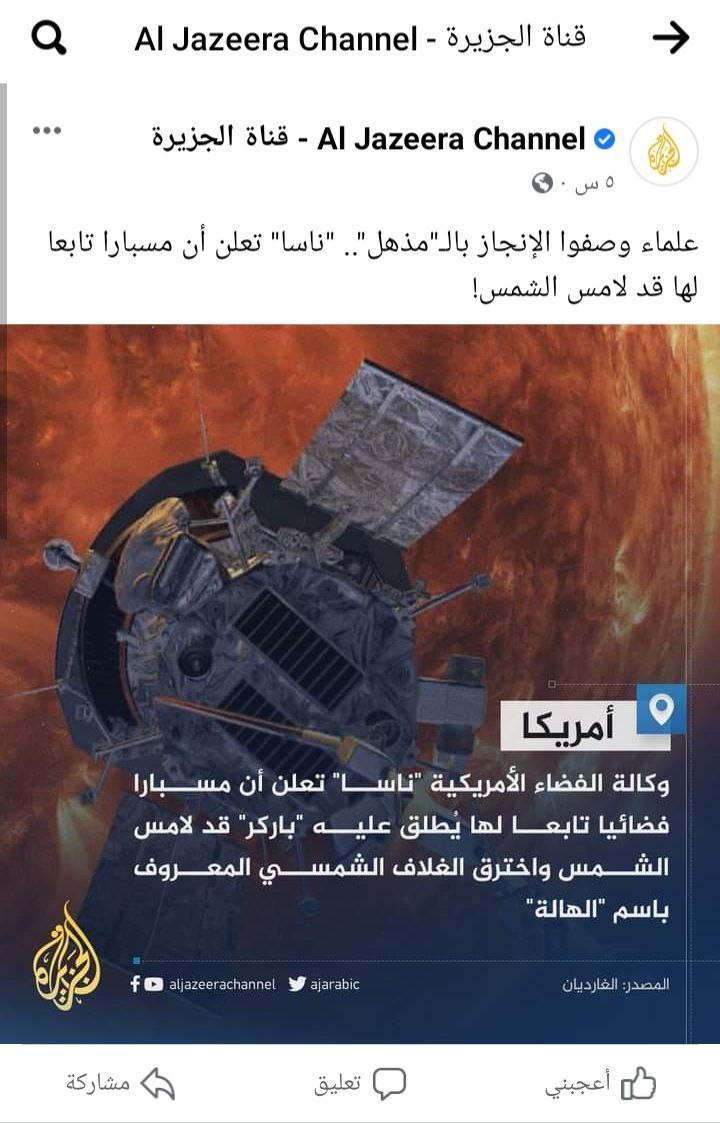 قناة الجزيرة - Al Jazeera Channel
Al Jazeera Channel - قناة الجزيرة
٥ س
علماء وصفوا الإنجاز بالـ"مذهل".. "ناسا" تعلن أن مسبارا تابعا
لها قد لامس الشمس!
أمريكا
وكالة الفضاء الأمريكية "ناسا" تعلن أن مسبارا
فضائيا تابعا لها يُطلق عليه "باركر" قد لامس
الشمس واخترق الغلاف الشمسي المعروف
باسم "الهالة"
الجزيرة
المصدر: الغارديان
aljazeerachannel ajarabic
أعجبني تعليق مشاركة